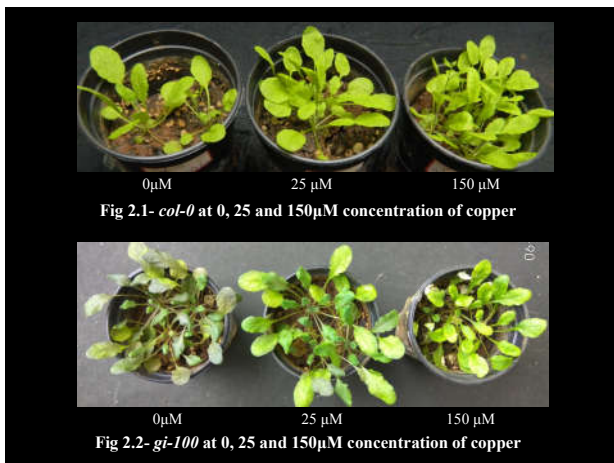 0µM 25 µM 150 µM
Fig 2.1- col-0 at 0, 25 and 150µM concentration of copper
06-
0µM 25 µM 150 µM
Fig 2.2- gi-100 at 0, 25 and 150µM concentration of copper